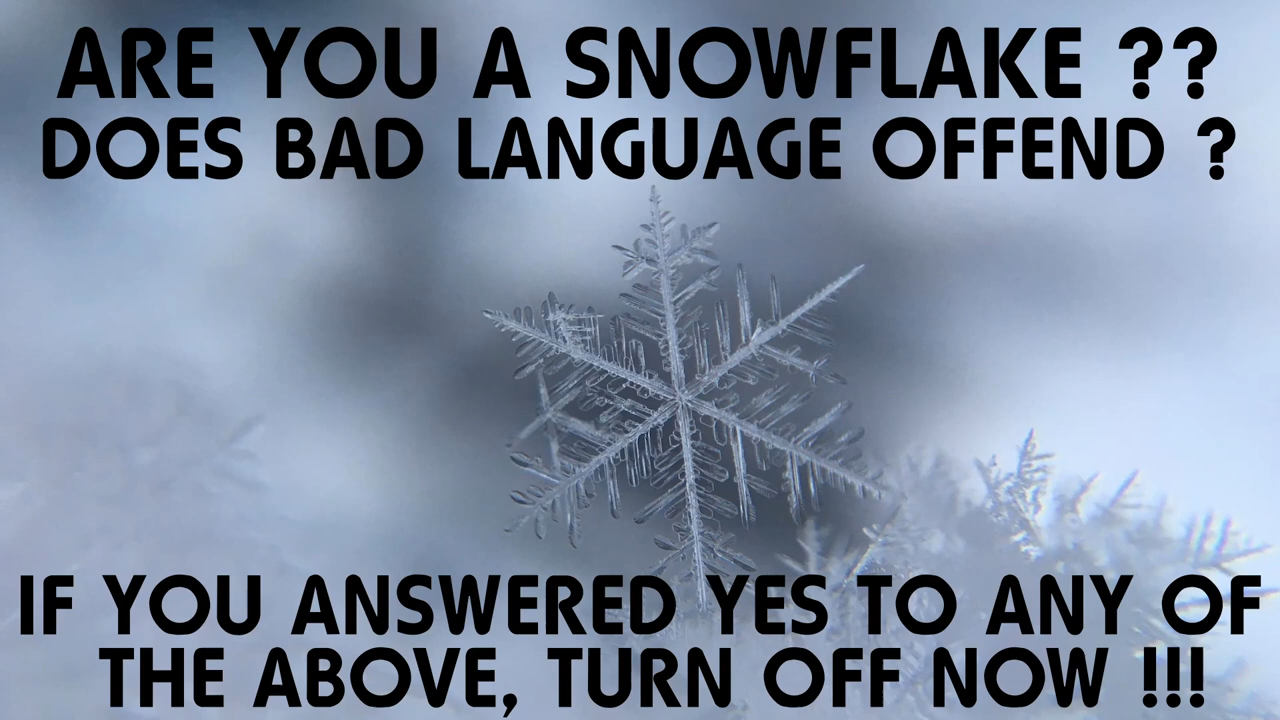 ARE YOU A SNOWFLAKE ??
DOES BAD LANGUAGE OFFEND ?
IF YOU ANSWERED YES TO ANY OF
THE ABOVE, TURN OFF NOW !!!